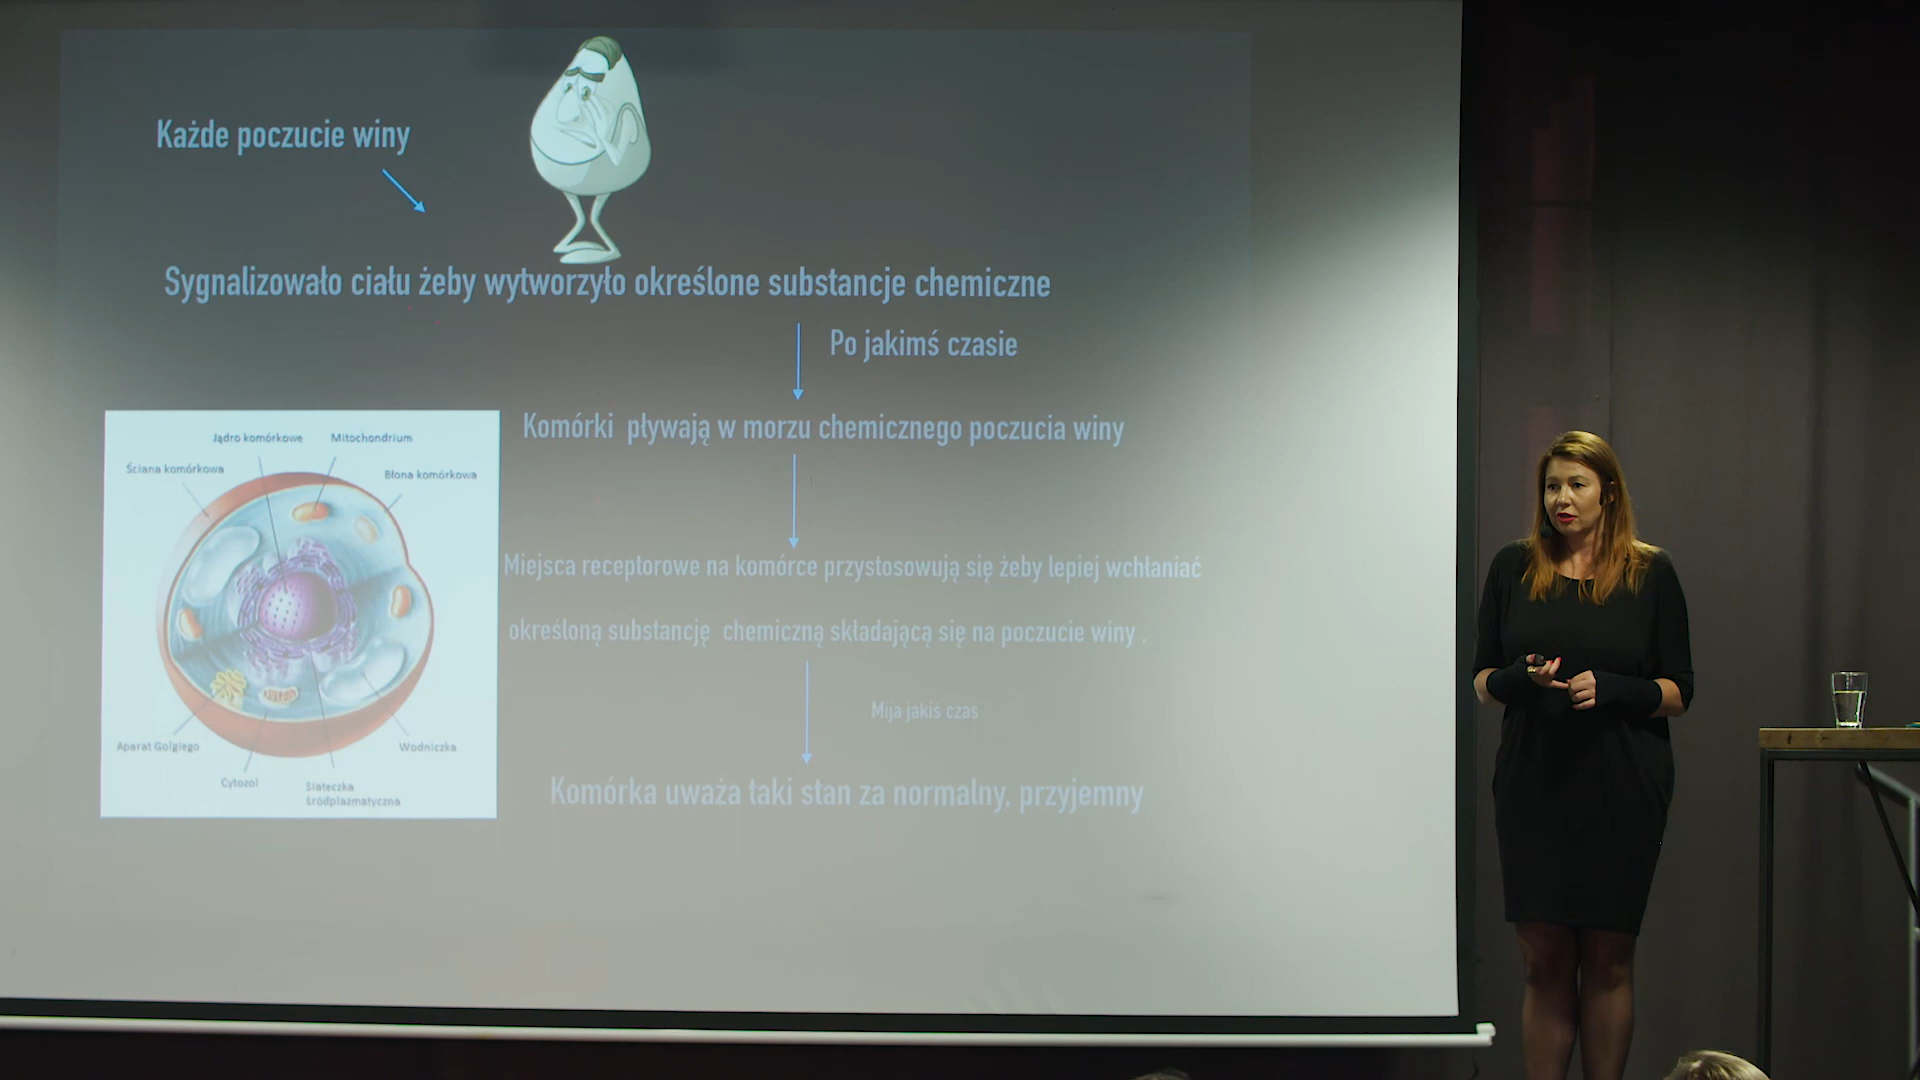 Każde poczucie winy
Sygnalizowało ciału żeby wytworzyło określone substancje chemiczne
Po jakimś czasie
Komórki pływają w morzu chemicznego poczucia winy
Miejsca receptorowe na komórce przystosowują się żeby lepiej wchłaniać
określoną substancję chemiczną składającą się na poczucie winy .
Mija jakiś czas
Komórka uważa taki stan za normalny, przyjemny
Jądro komórkowe
Mitochondrium
Ściana komórkowa
Błona komórkowa
Aparat Golgiego
Wodniczka
Cytozol
Siateczka
śródplazmatyczna